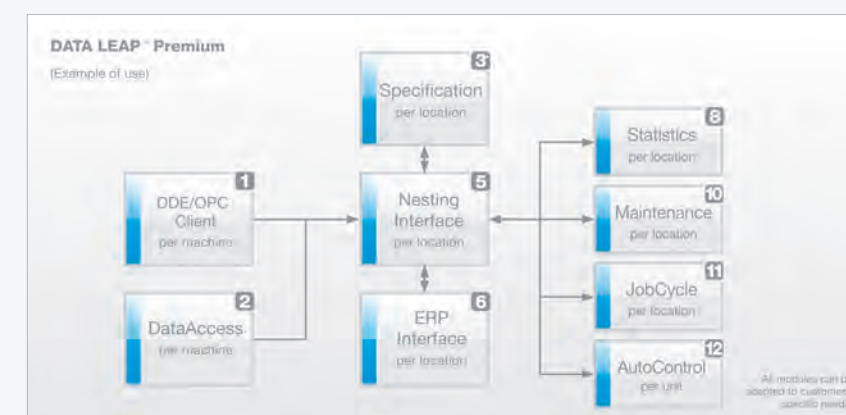 DATA LEAP™ Premium
(Example of use)
3
Specification
per location
1
DDE/OPC
Client
per machine
5
Nesting
Interface
per location
2
DataAccess
per machine
6
ERP
Interface
per location
8
Statistics
per location
10
Maintenance
per location
11
JobCycle
per location
12
AutoControl
per unit
All modules can
adapted to customer
specific need